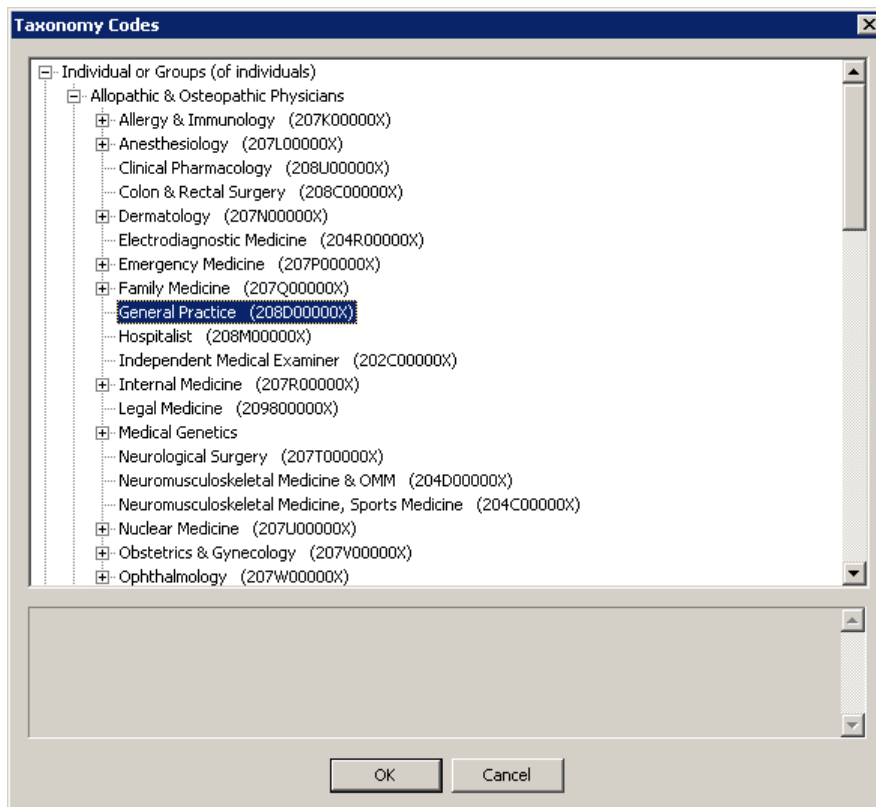 Taxonomy Codes
Individual or Groups (of individuals)
Allopathic & Osteopathic Physicians
Allergy & Immunology (207K00000X)
Anesthesiology (207L00000X)
Clinical Pharmacology (208U00000X)
Colon & Rectal Surgery (208C00000X)
Dermatology (207N00000X)
Electrodiagnostic Medicine (204R00000X)
Emergency Medicine (207P00000X)
Family Medicine (207Q00000X)
General Practice (208D00000X)
Hospitalist (208M00000X)
Independent Medical Examiner (202C00000X)
Internal Medicine (207R00000X)
Legal Medicine (209800000X)
Medical Genetics
Neurological Surgery (207T00000X)
Neuromusculoskeletal Medicine & OMM (204D00000X)
Neuromusculoskeletal Medicine, Sports Medicine (204C00000X)
Nuclear Medicine (207U00000X)
Obstetrics & Gynecology (207V00000X)
Ophthalmology (207W00000X)
OK Cancel